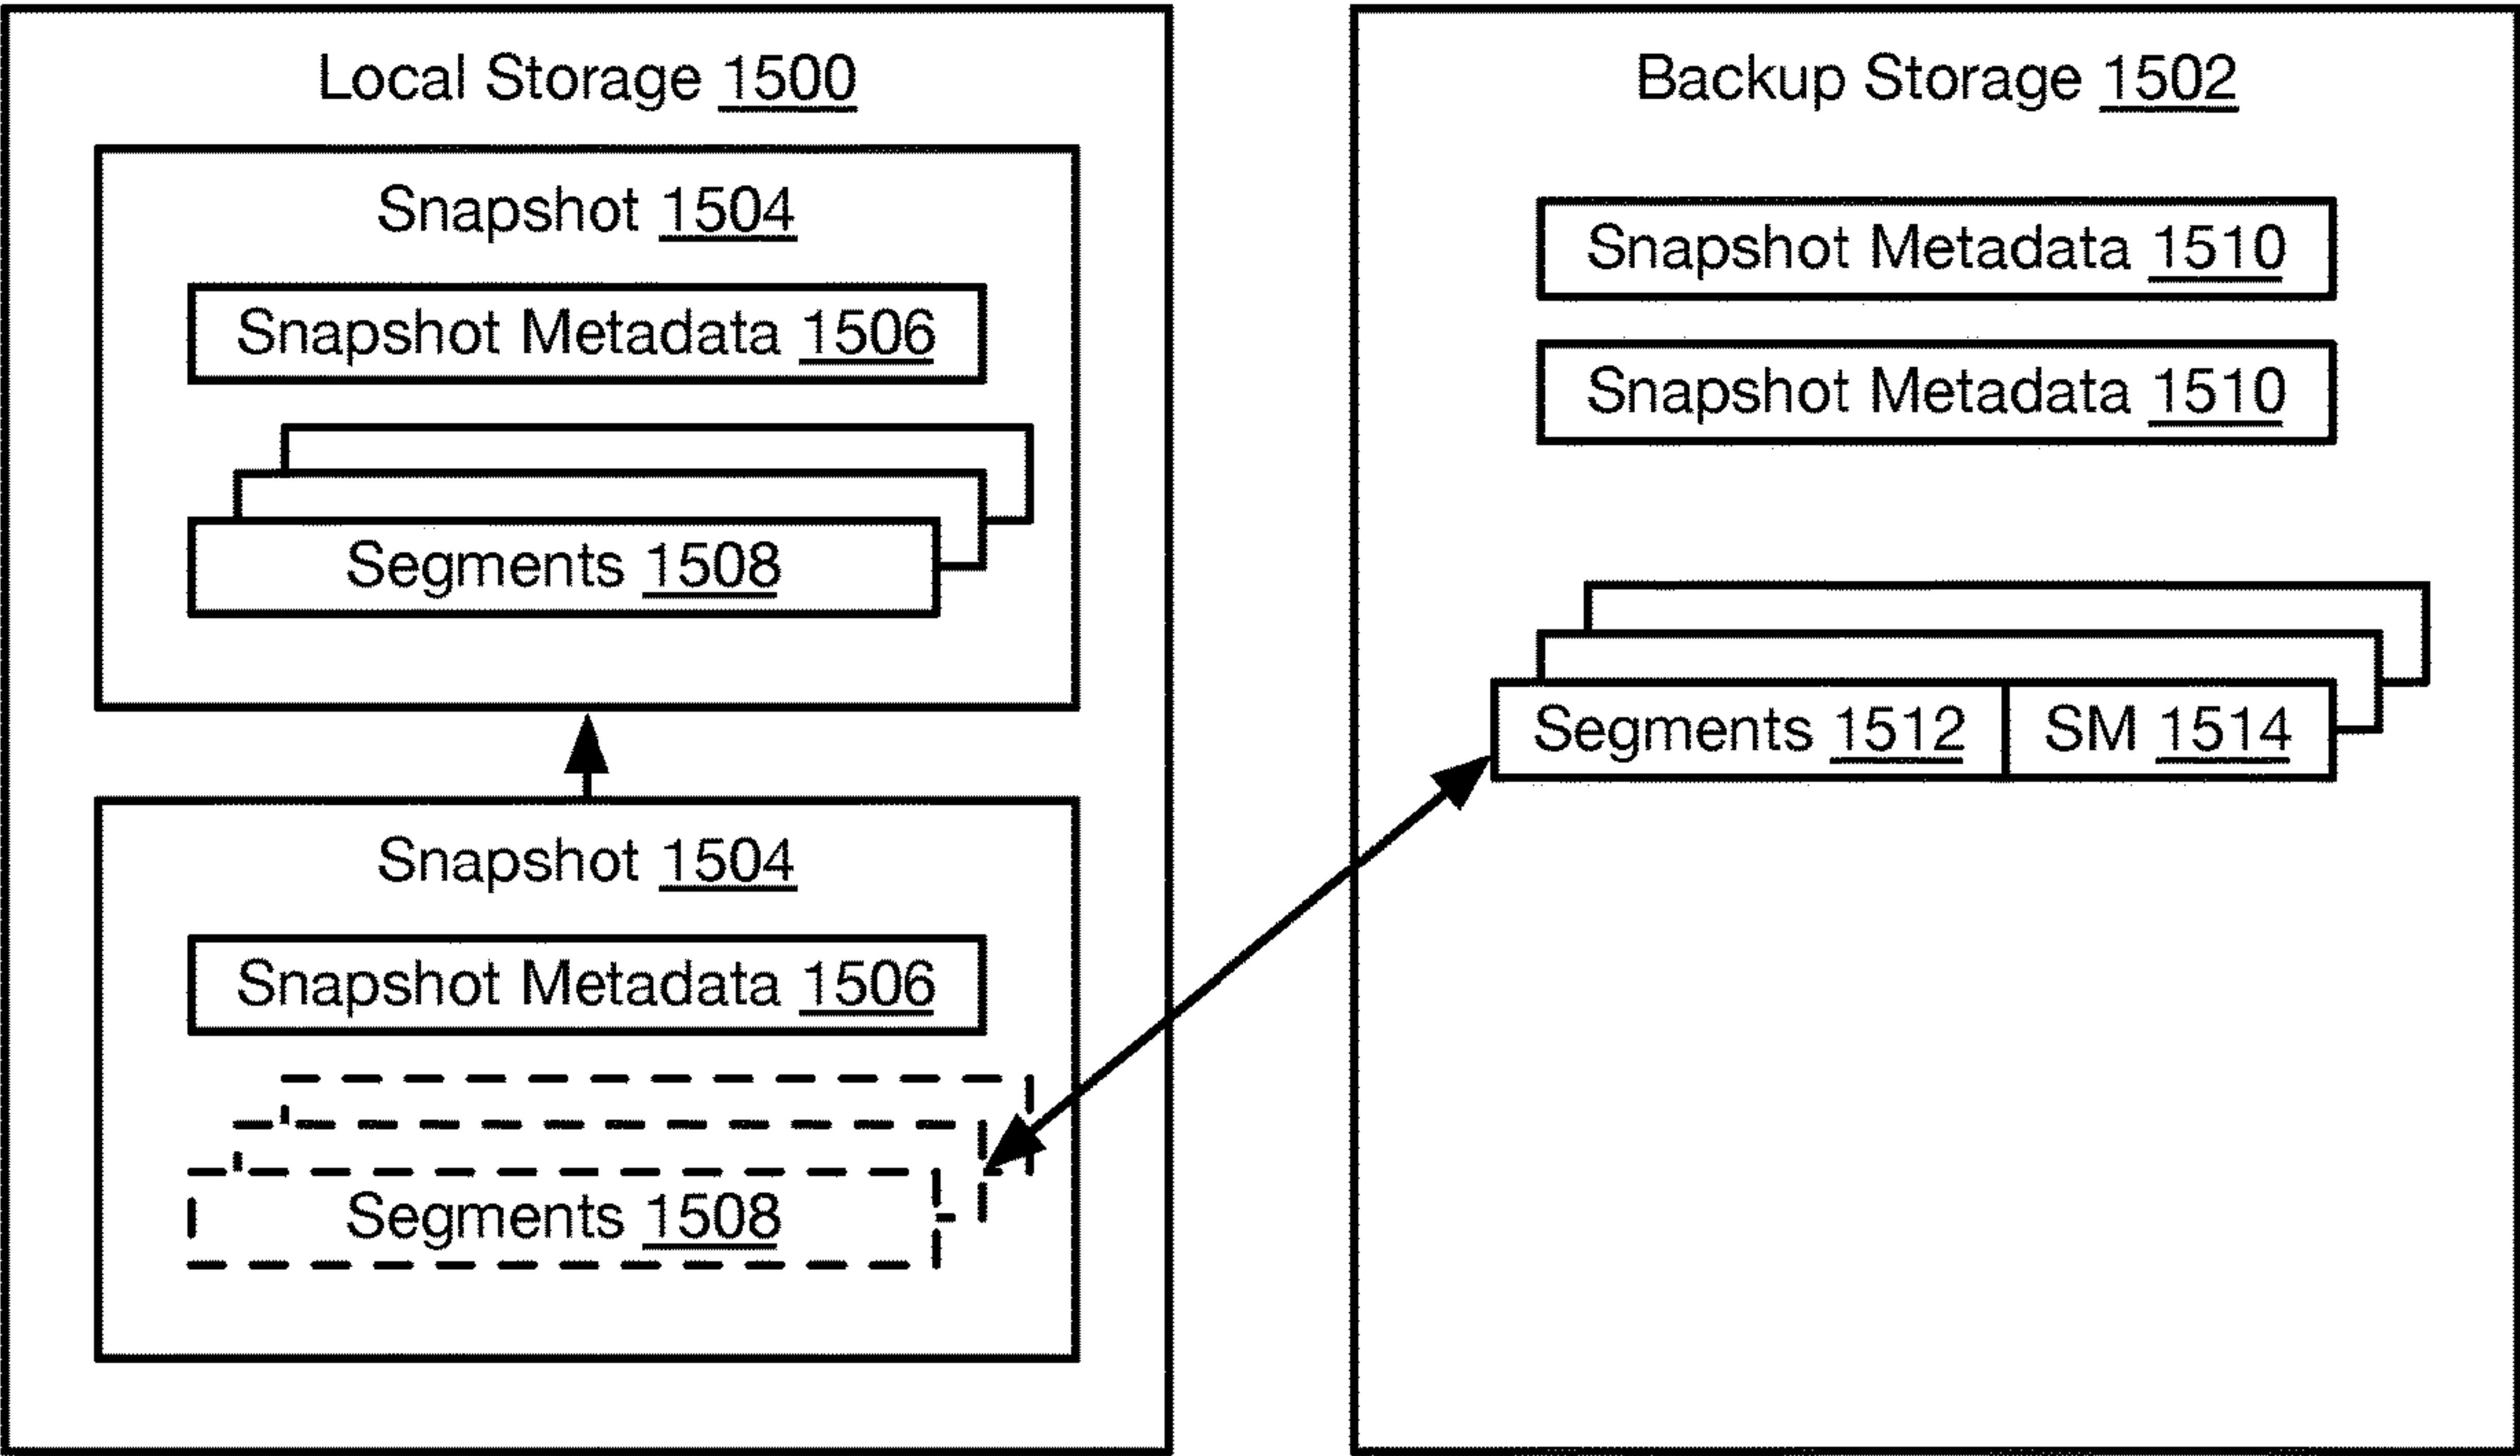 Local Storage 1500
Snapshot 1504
Snapshot Metadata 1506
Segments 1508
Snapshot 1504
Snapshot Metadata 1506
Segments 1508
Backup Storage 1502
Snapshot Metadata 1510
Snapshot Metadata 1510
Segments 1512 SM 1514